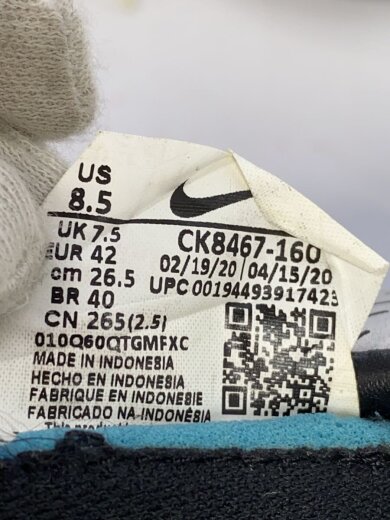 US
8.5
UK 7.5
EUR 42
cm 26.5
BR 40
CN 265(2.5)
CK8467-160
02/19/20 | 04/15/20
UPC 00194493917423
010Q60QTGMFXC
MADE IN INDONESIA
HECHO EN INDONESIA
FABRIQUE EN INDONESIE
FABRICADO NA INDONÉSIA
This product